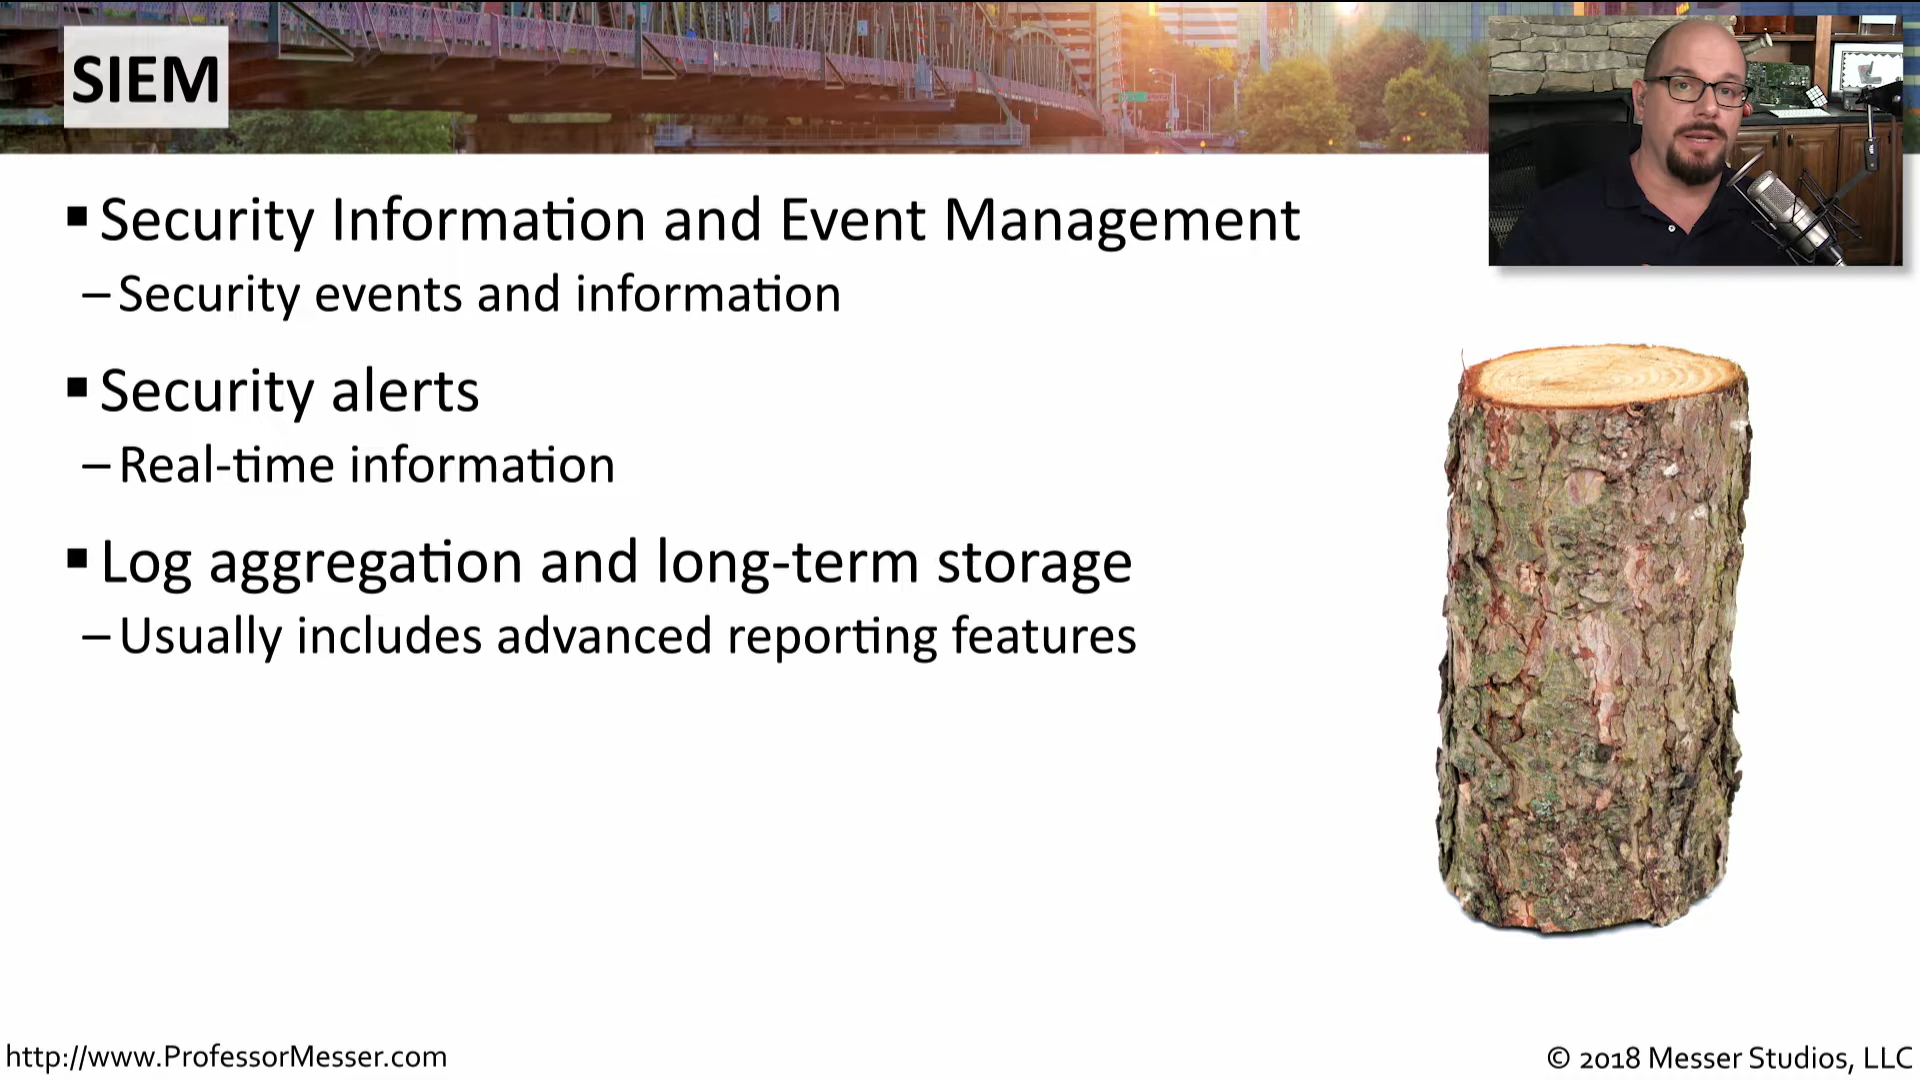 SIEM
▪ Security Information and Event Management
– Security events and information
▪ Security alerts
– Real-time information
▪ Log aggregation and long-term storage
– Usually includes advanced reporting features
http://www.ProfessorMesser.com
© 2018 Messer Studios, LLC